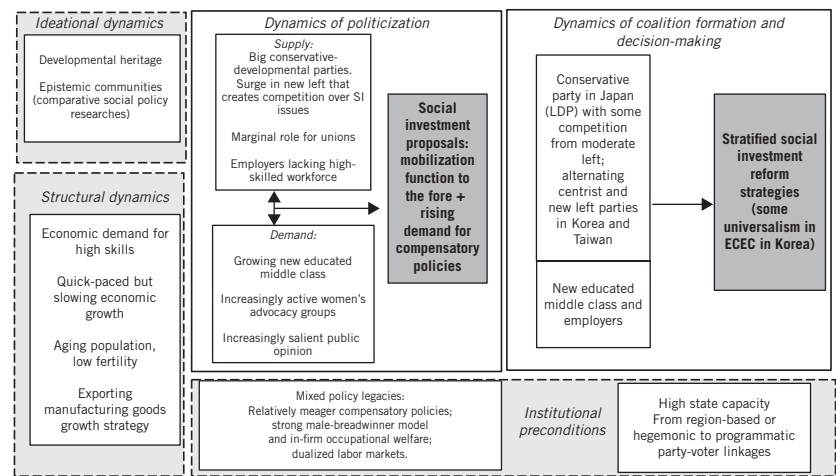 Ideational dynamics
Developmental heritage
Epistemic communities
(comparative social policy
researches)
Structural dynamics
Economic demand for
high skills
Quick-paced but
slowing economic
growth
Aging population,
low fertility
Exporting
manufacturing goods
growth strategy
Dynamics of politicization
Supply:
Big conservative-
developmental parties.
Surge in new left that
creates competition over SI
issues
Marginal role for unions
Employers lacking high-
skilled workforce
Demand:
Growing new educated
middle class
Increasingly active women's
advocacy groups
Increasingly salient public
opinion
Social
investment
proposals:
mobilization
function to
the fore +
rising
demand for
compensatory
policies
Dynamics of coalition formation and
decision-making
Conservative
party in Japan
(LDP) with some
competition
from moderate
left;
alternating
centrist and
new left parties
in Korea and
Taiwan
New educated
middle class and
employers
Stratified social
investment
reform
strategies
(some
universalism in
ECEC in Korea)
Mixed policy legacies:
Relatively meager compensatory policies;
strong male-breadwinner model
and in-firm occupational welfare;
dualized labor markets.
Institutional
preconditions
High state capacity
From region-based or
hegemonic to programmatic
party-voter linkages